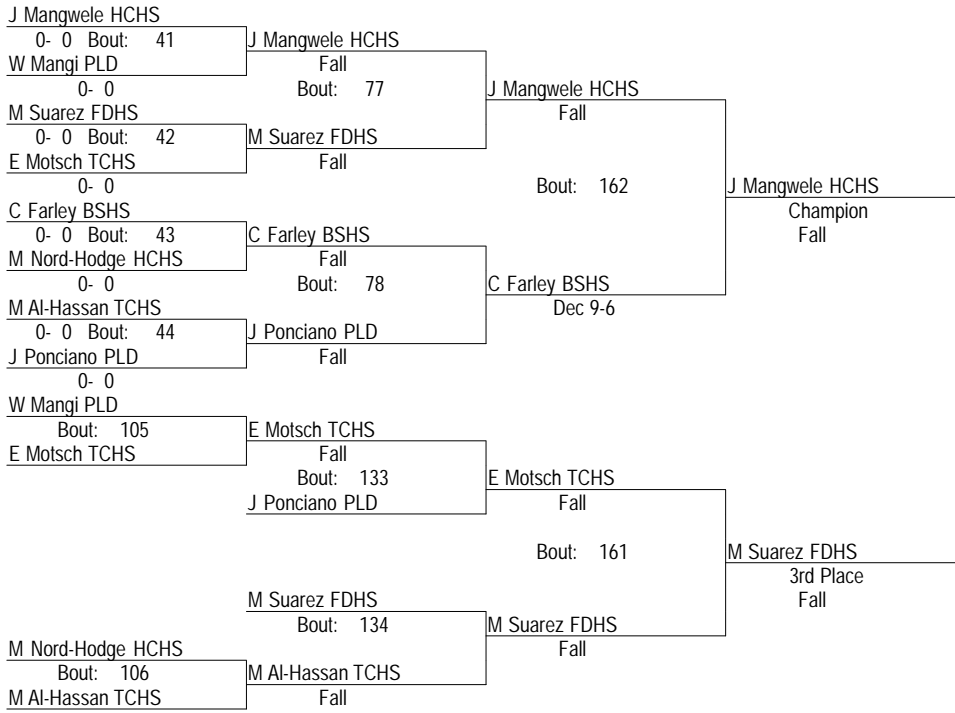 J Mangwele HCHS
0- 0 Bout: 41 J Mangwele HCHS
W Mangi PLD Fall
0- 0 Bout: 77 J Mangwele HCHS
M Suarez FDHS Fall
0- 0 Bout: 42 M Suarez FDHS
E Motsch TCHS Fall
0- 0 Bout: 162 J Mangwele HCHS
C Farley BSHS Champion
0- 0 Bout: 43 C Farley BSHS Fall
M Nord-Hodge HCHS Fall
0- 0 Bout: 78 C Farley BSHS
M Al-Hassan TCHS Dec 9-6
0- 0 Bout: 44 J Ponciano PLD
J Ponciano PLD Fall
0- 0
W Mangi PLD
Bout: 105 E Motsch TCHS
E Motsch TCHS Fall
Bout: 133 E Motsch TCHS
J Ponciano PLD Fall
Bout: 161 M Suarez FDHS
3rd Place
M Suarez FDHS Fall
Bout: 134 M Suarez FDHS
M Nord-Hodge HCHS Fall
Bout: 106 M Al-Hassan TCHS
M Al-Hassan TCHS Fall